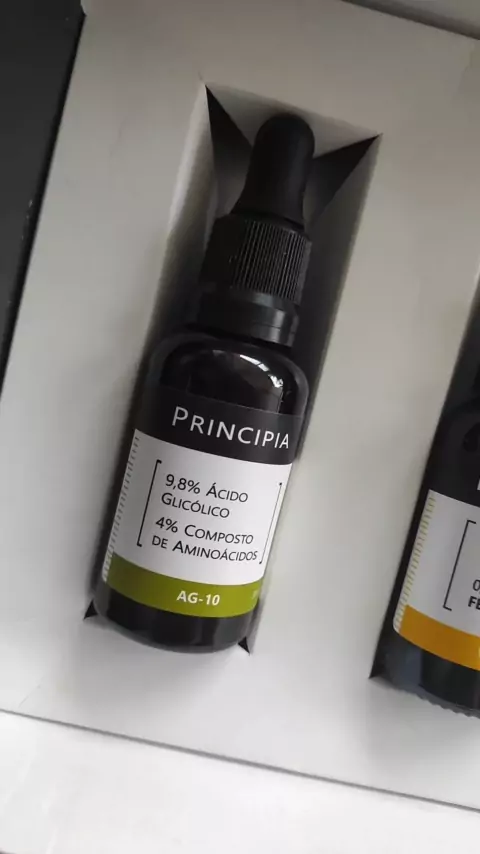 PRINCIPIA
9,8% ÁCIDO
GLICÓLICO
4% COMPOSTO
DE AMINOÁCIDOS
AG-10